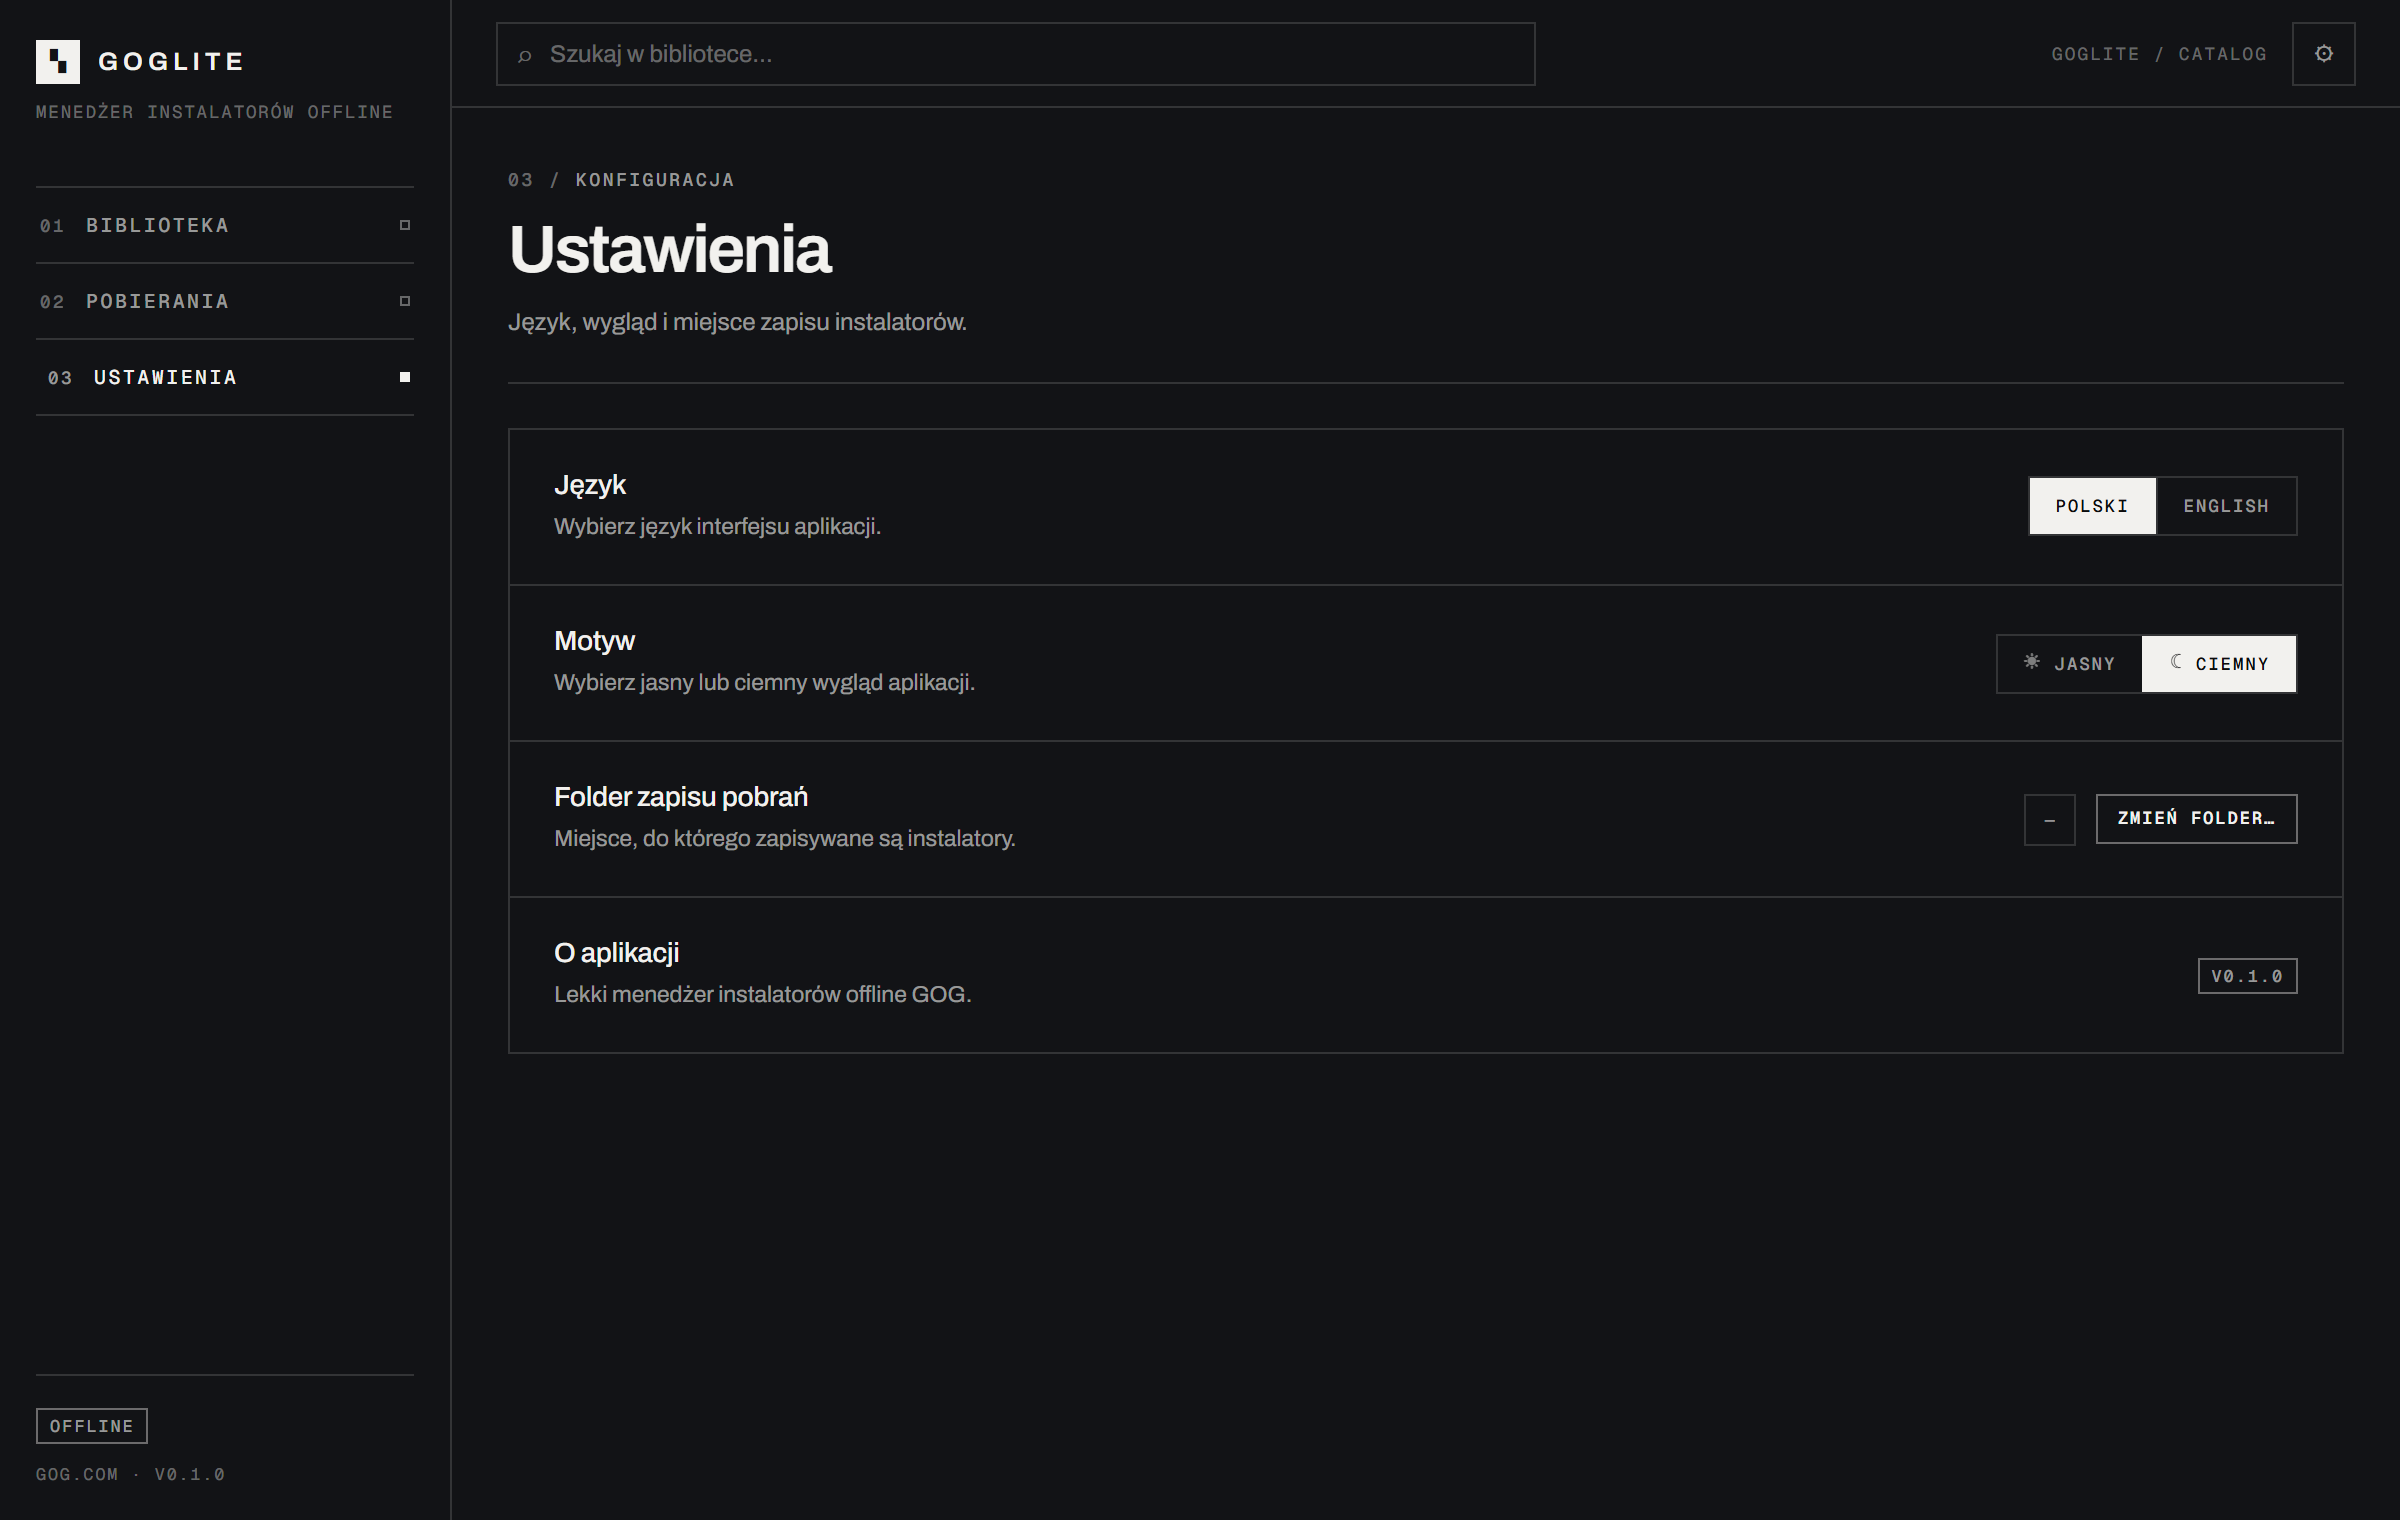 GOGLITE
MENEDŻER INSTALATORÓW OFFLINE
01 BIBLIOTEKA
02 POBIERANIA
03 USTAWIENIA
OFFLINE
GOG.COM · V0.1.0
Szukaj w bibliotece...
GOGLITE / CATALOG
03 / KONFIGURACJA
Ustawienia
Język, wygląd i miejsce zapisu instalatorów.
Język
Wybierz język interfejsu aplikacji.
POLSKI ENGLISH
Motyw
Wybierz jasny lub ciemny wygląd aplikacji.
☀ JASNY ☾ CIEMNY
Folder zapisu pobrań
Miejsce, do którego zapisywane są instalatory.
— ZMIEŃ FOLDER…
O aplikacji
Lekki menedżer instalatorów offline GOG.
V0.1.0